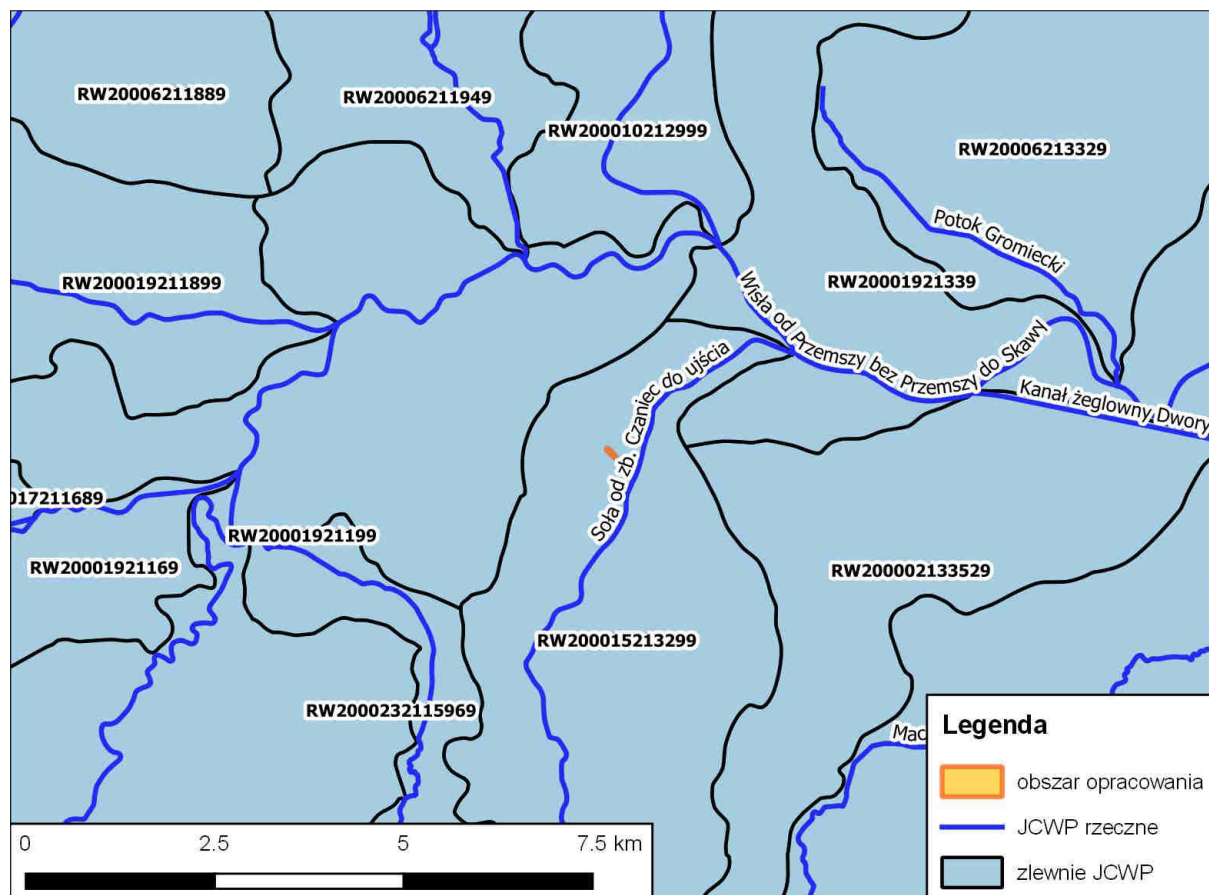 RW20006211889
RW20006211949
RW200010212999
RW20006213329
Potok Gromiecki
RW200019211899
RW20001921339
Wisła od Przemszy bez Przemszy do Skawy
Soła od zb. Czaniec do ujścia
Kanał żeglowny Dwory
017211689
RW20001921199
RW20001921169
RW200002133529
RW200015213299
RW2000232115969
Mac
Legenda
obszar opracowania
JCWP rzeczne
zlewnie JCWP
0 2.5 5 7.5 km